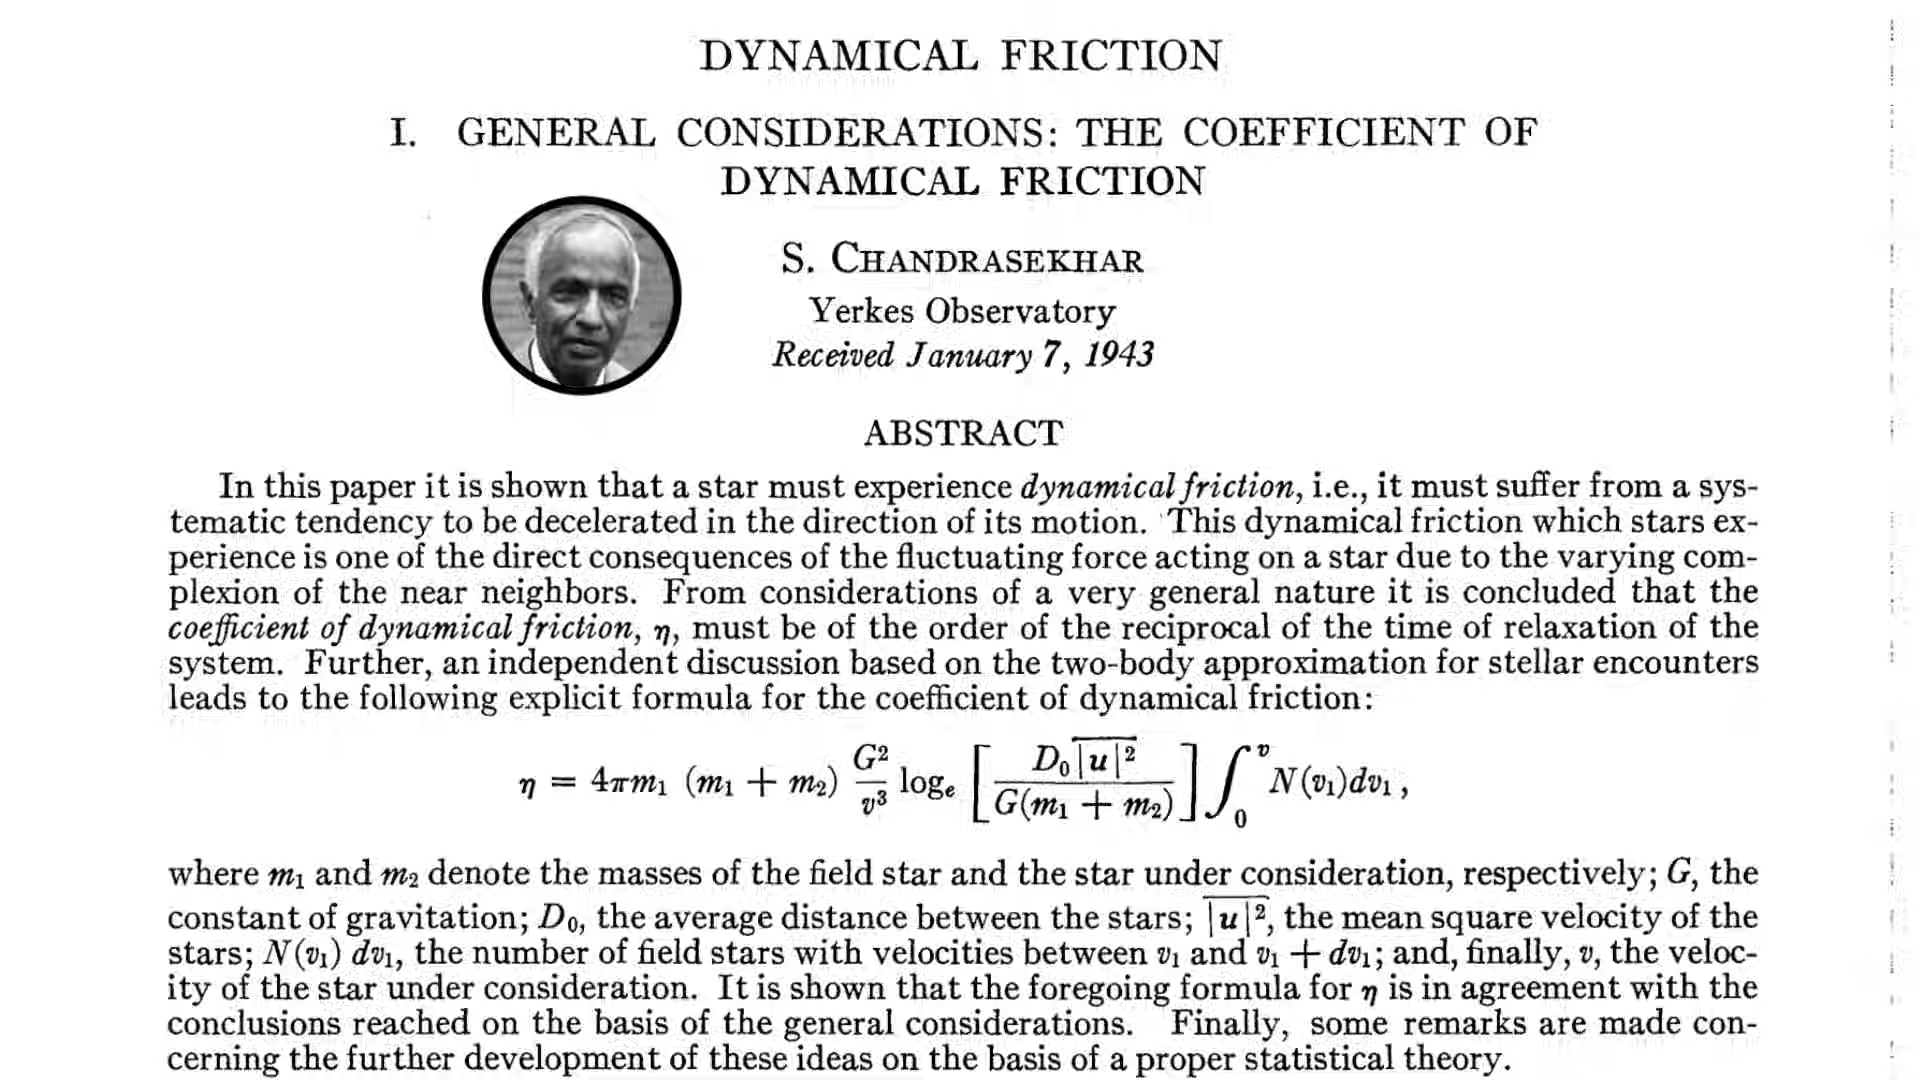 DYNAMICAL FRICTION
I. GENERAL CONSIDERATIONS: THE COEFFICIENT OF
DYNAMICAL FRICTION
S. CHANDRASEKHAR
Yerkes Observatory
Received January 7, 1943
ABSTRACT
In this paper it is shown that a star must experience dynamical friction, i.e., it must suffer from a sys-
tematic tendency to be decelerated in the direction of its motion. This dynamical friction which stars ex-
perience is one of the direct consequences of the fluctuating force acting on a star due to the varying com-
plexion of the near neighbors. From considerations of a very general nature it is concluded that the
coefficient of dynamical friction, η, must be of the order of the reciprocal of the time of relaxation of the
system. Further, an independent discussion based on the two-body approximation for stellar encounters
leads to the following explicit formula for the coefficient of dynamical friction:
η = 4πm₁ (m₁ + m₂) G²/v³ logₑ [D₀|u|²/G(m₁ + m₂)] ∫₀ᵛ N(v₁)dv₁ ,
where m₁ and m₂ denote the masses of the field star and the star under consideration, respectively; G, the
constant of gravitation; D₀, the average distance between the stars; |u|², the mean square velocity of the
stars; N(v₁) dv₁, the number of field stars with velocities between v₁ and v₁ + dv₁; and, finally, v, the veloc-
ity of the star under consideration. It is shown that the foregoing formula for η is in agreement with the
conclusions reached on the basis of the general considerations. Finally, some remarks are made con-
cerning the further development of these ideas on the basis of a proper statistical theory.